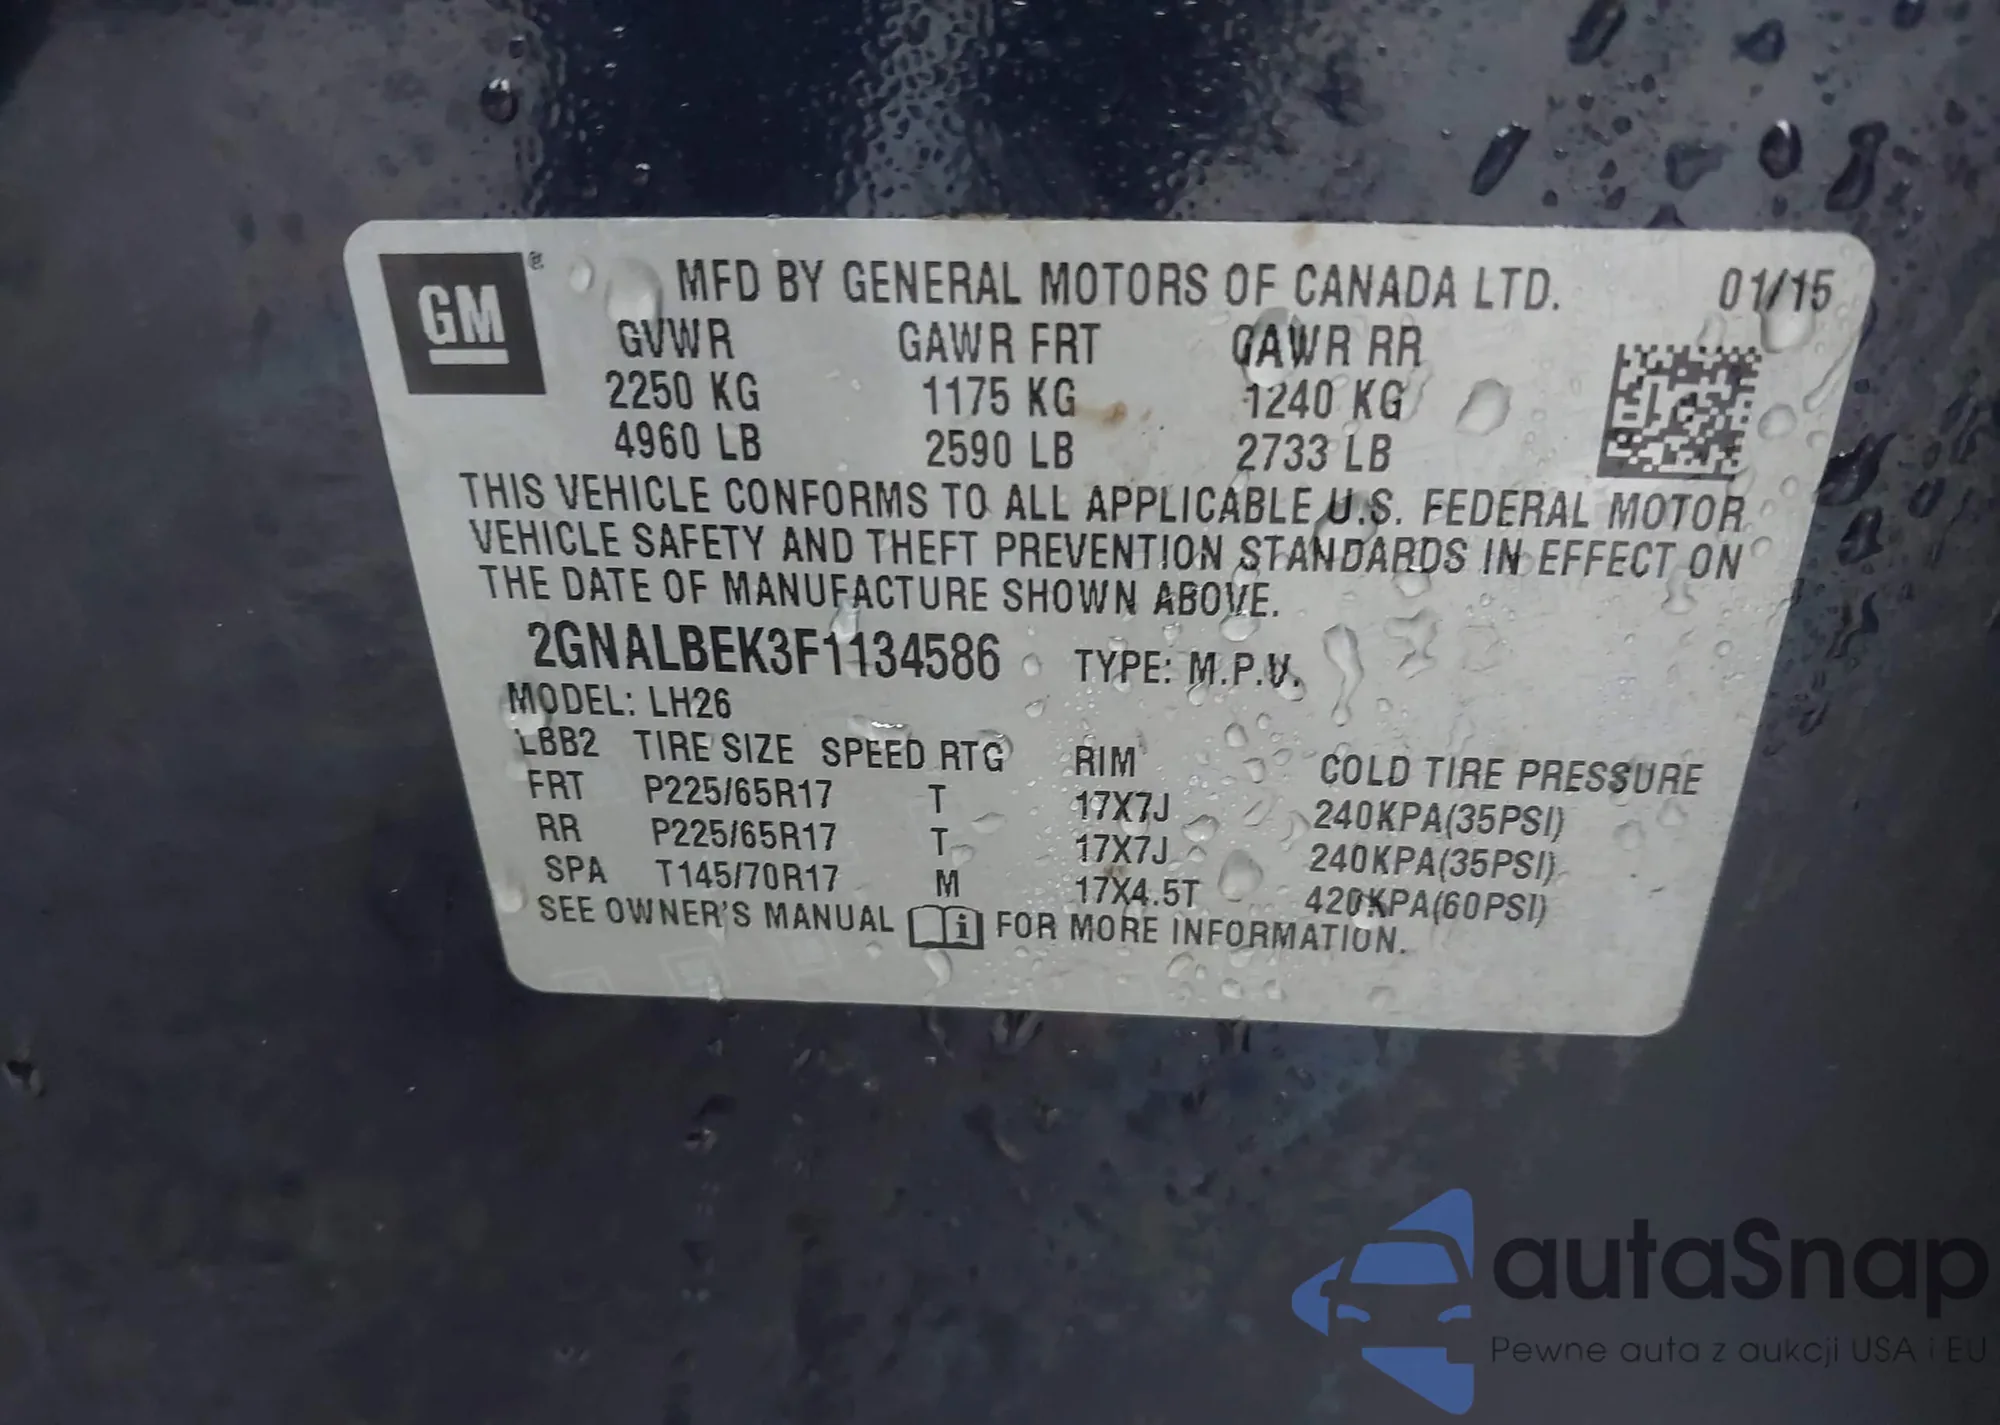 GM
MFD BY GENERAL MOTORS OF CANADA LTD. 01/15
GVWR GAWR FRT GAWR RR
2250 KG 1175 KG 1240 KG
4960 LB 2590 LB 2733 LB
THIS VEHICLE CONFORMS TO ALL APPLICABLE U.S. FEDERAL MOTOR
VEHICLE SAFETY AND THEFT PREVENTION STANDARDS IN EFFECT ON
THE DATE OF MANUFACTURE SHOWN ABOVE.
2GNALBEK3F1134586 TYPE: M.P.V.
MODEL: LH26
LBB2 TIRE SIZE SPEED RTG RIM COLD TIRE PRESSURE
FRT P225/65R17 T 17X7J 240KPA(35PSI)
RR P225/65R17 T 17X7J 240KPA(35PSI)
SPA T145/70R17 M 17X4.5T 420KPA(60PSI)
SEE OWNER'S MANUAL i FOR MORE INFORMATION.
autaSnap
Pewne auta z aukcji USA i EU